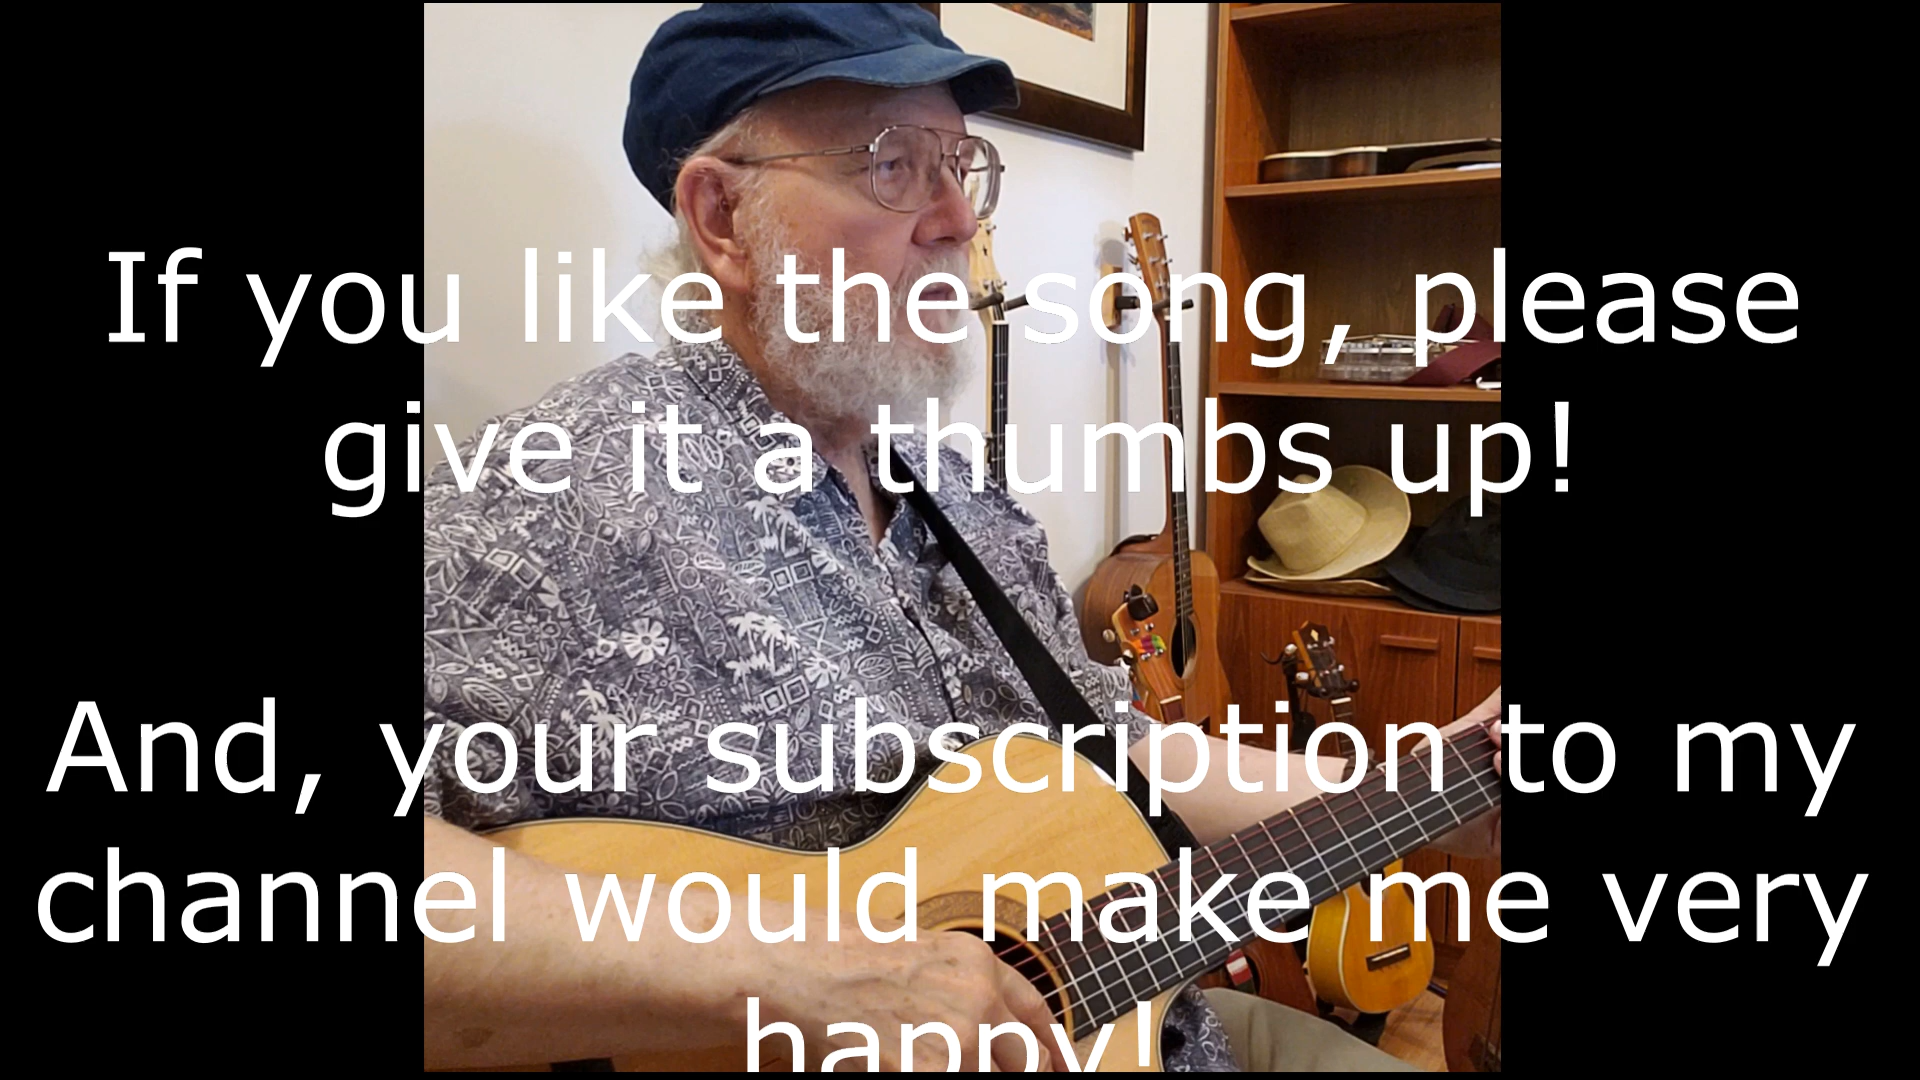 If you like the song, please
give it a thumbs up!
And, your subscription to my
channel would make me very
happy!